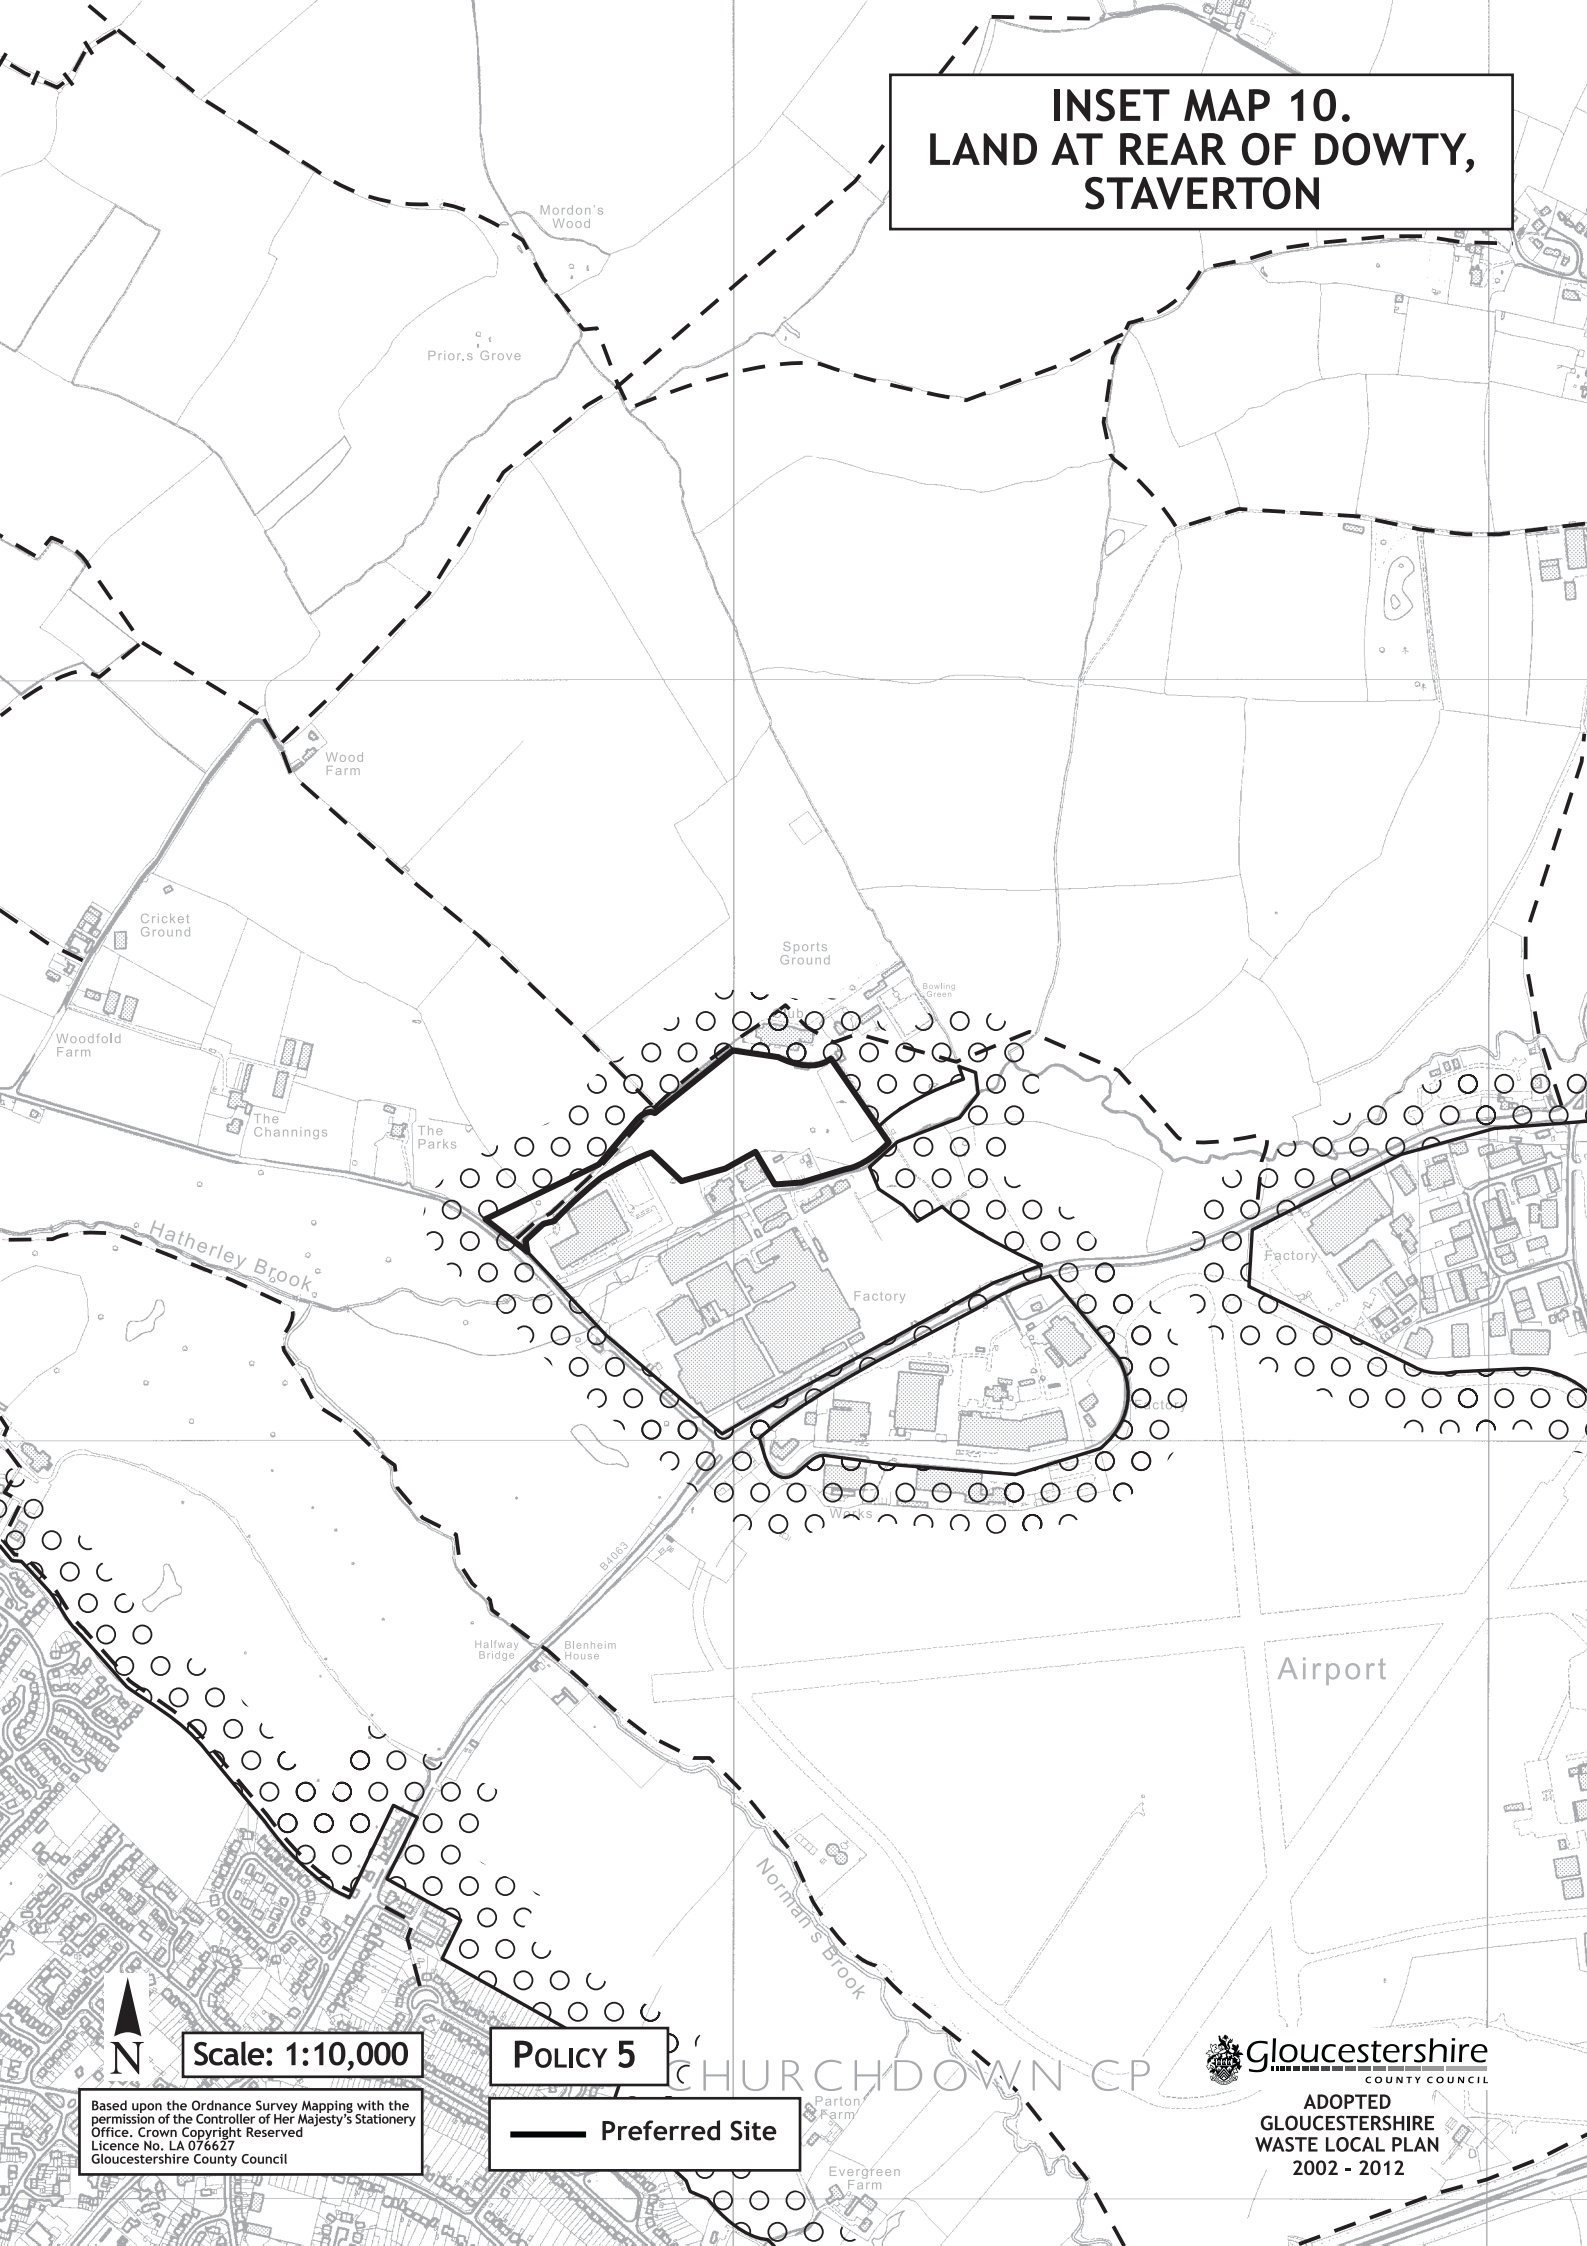 INSET MAP 10.
LAND AT REAR OF DOWTY,
STAVERTON
Mordon's
Wood
Prior,s Grove
Wood
Farm
Cricket
Ground
Sports
Ground
Bowling
Green
Club
Woodfold
Farm
The
Channings
The
Parks
Hatherley Brook
Factory
Factory
Factory
Works
B4063
Halfway
Bridge
Blenheim
House
Airport
Norman's Brook
N
Scale: 1:10,000
POLICY 5
CHURCHDOWN CP
Parton
Farm
Preferred Site
Evergreen
Farm
Based upon the Ordnance Survey Mapping with the
permission of the Controller of Her Majesty's Stationery
Office. Crown Copyright Reserved
Licence No. LA 076627
Gloucestershire County Council
Gloucestershire
COUNTY COUNCIL
ADOPTED
GLOUCESTERSHIRE
WASTE LOCAL PLAN
2002 - 2012